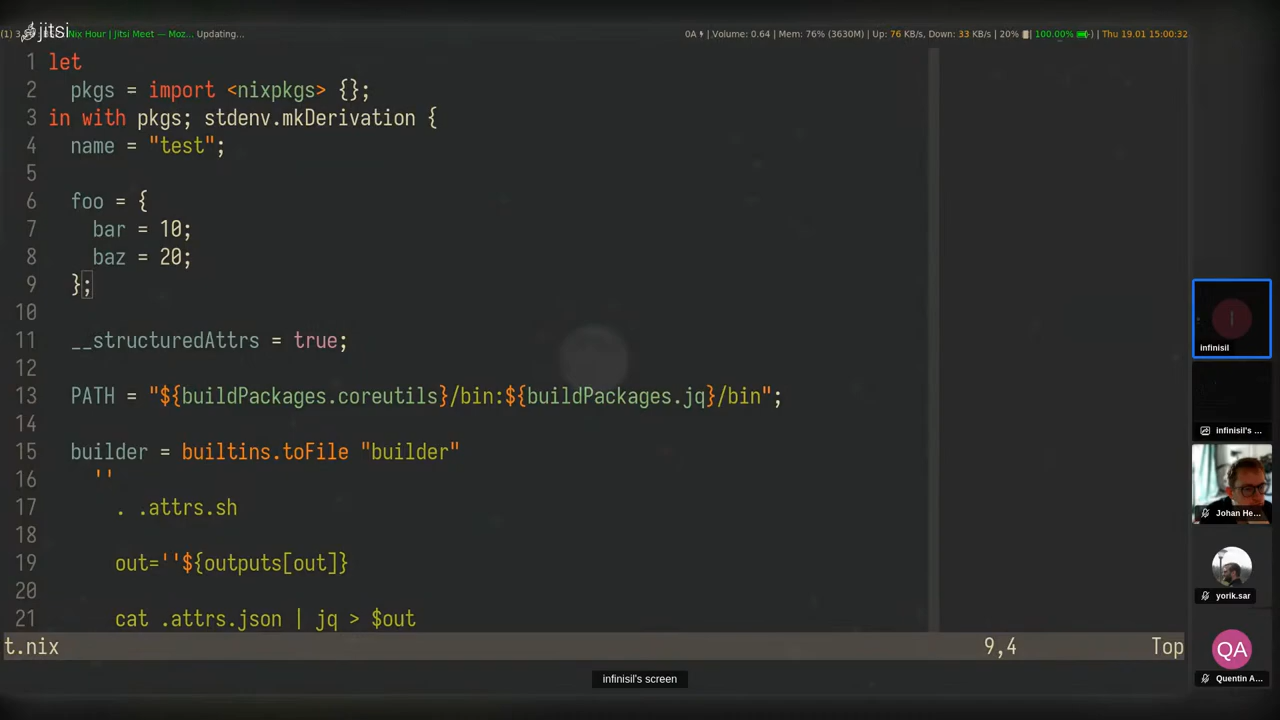 jitsi
Nix Hour | Jitsi Meet — Moz... Updating...
0A | Volume: 0.64 | Mem: 76% (3630M) | Up: 76 KB/s, Down: 33 KB/s | 20% | 100.00% | Thu 19.01 15:00:32
1 let
2 pkgs = import <nixpkgs> {};
3 in with pkgs; stdenv.mkDerivation {
4 name = "test";
5
6 foo = {
7 bar = 10;
8 baz = 20;
9 };
10
11 __structuredAttrs = true;
12
13 PATH = "${buildPackages.coreutils}/bin:${buildPackages.jq}/bin";
14
15 builder = builtins.toFile "builder"
16 ''
17 . .attrs.sh
18
19 out=''${outputs[out]}
20
21 cat .attrs.json | jq > $out
t.nix 9,4 Top
infinisil's screen
I
infinisil
infinisil's ...
Johan He...
yorik.sar
QA
Quentin A...